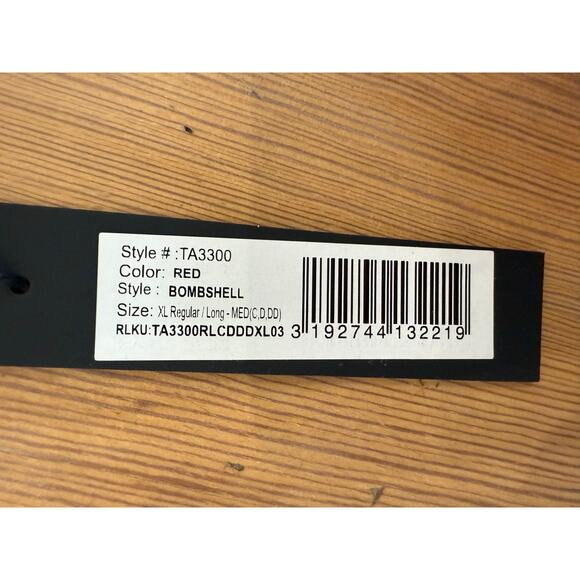 Style # :TA3300
Color: RED
Style : BOMBSHELL
Size: XL Regular / Long - MED(C,D,DD)
RLKU:TA3300RLCDDDXL03
3 192744 132219